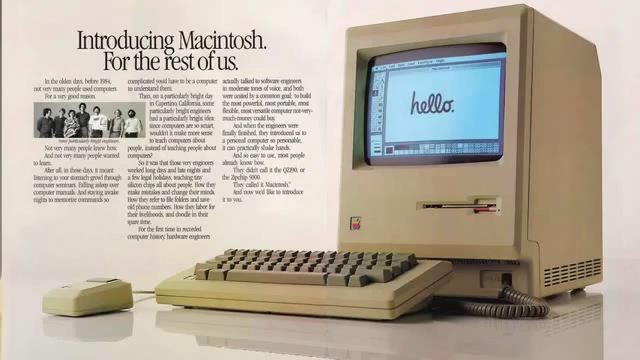 Introducing Macintosh.
For the rest of us.
In the olden days, before 1984,
not very many people used computers
For a very good reason.
Some particularly bright engineers.
Not very many people knew how.
And not very many people wanted
to learn.
After all, in those days, it meant
listening to your stomach growl through
computer seminars. Falling asleep over
computer manuals. And staying awake
nights to memorize commands so
complicated you'd have to be a computer
to understand them.
Then, on a particularly bright day
in Cupertino, California, some
particularly bright engineers
had a particularly bright idea:
since computers are so smart,
wouldn't it make more sense
to teach computers about
people, instead of teaching people about
computers?
So it was that those very engineers
worked long days and late nights and
a few legal holidays, teaching tiny
silicon chips all about people. How they
make mistakes and change their minds.
How they refer to file folders and save
old phone numbers. How they labor for
their livelihoods, and doodle in their
spare time.
For the first time in recorded
computer history, hardware engineers
actually talked to software engineers
in moderate tones of voice, and both
were united by a common goal: to build
the most powerful, most portable, most
flexible, most versatile computer not-very-
much-money could buy.
And when the engineers were
finally finished, they introduced us to
a personal computer so personable,
it can practically shake hands.
And so easy to use, most people
already know how.
They didn't call it the QZ190, or
the Zipchip 5000.
They called it Macintosh.
And now we'd like to introduce
it to you.
hello.